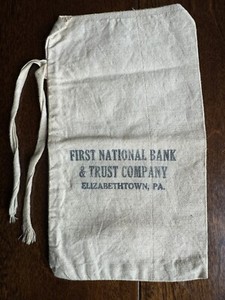 FIRST NATIONAL BANK
& TRUST COMPANY
ELIZABETHTOWN, PA.